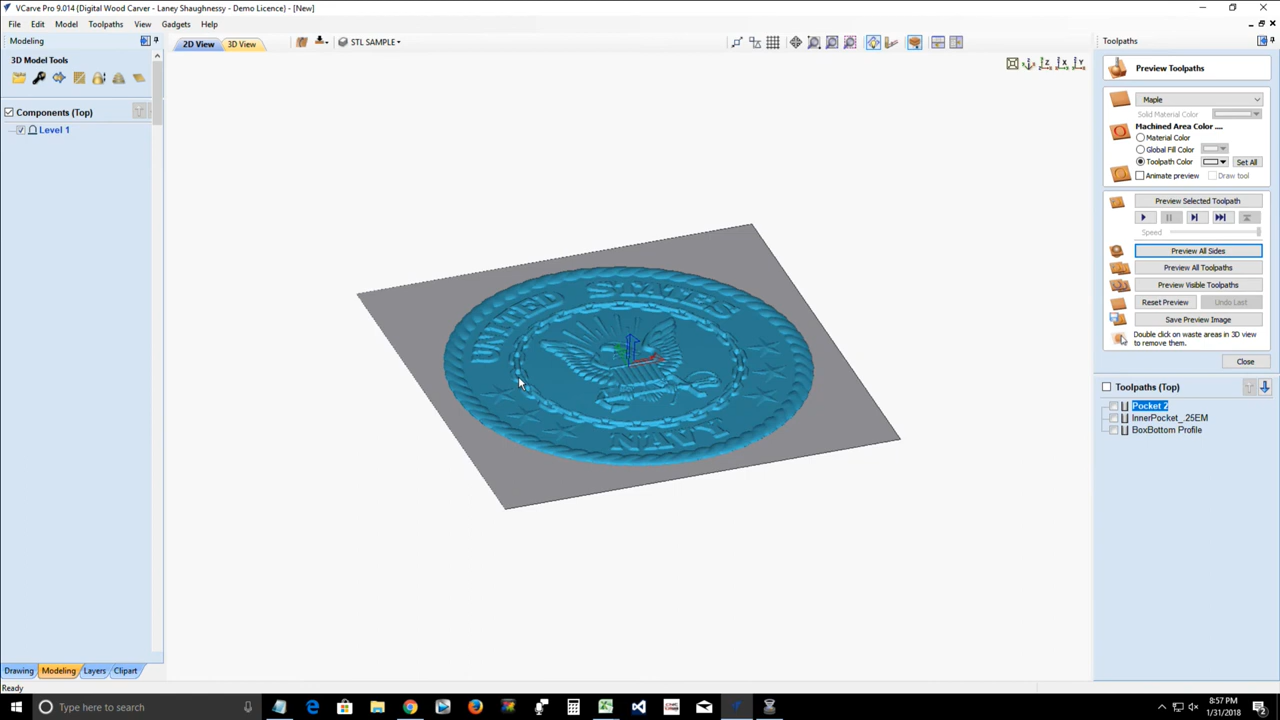 VCarve Pro 9.014 (Digital Wood Carver - Laney Shaughnessy - Demo Licence) - [New]
File Edit Model Toolpaths View Gadgets Help
Modeling
2D View 3D View STL SAMPLE
Toolpaths
3D Model Tools
Preview Toolpaths
Z X Y
Maple
Solid Material Color
Components (Top)
Machined Area Color ....
Level 1
Material Color
Global Fill Color
Toolpath Color Set All
Animate preview Draw tool
Preview Selected Toolpath
Speed
Preview All Sides
Preview All Toolpaths
Preview Visible Toolpaths
Reset Preview Undo Last
Save Preview Image
Double click on waste areas in 3D view
to remove them.
Close
UNITED STATES
NAVY
Toolpaths (Top)
Pocket 2
InnerPocket_.25EM
BoxBottom Profile
Drawing Modeling Layers Clipart
Ready
Type here to search
8:57 PM
1/31/2018
2